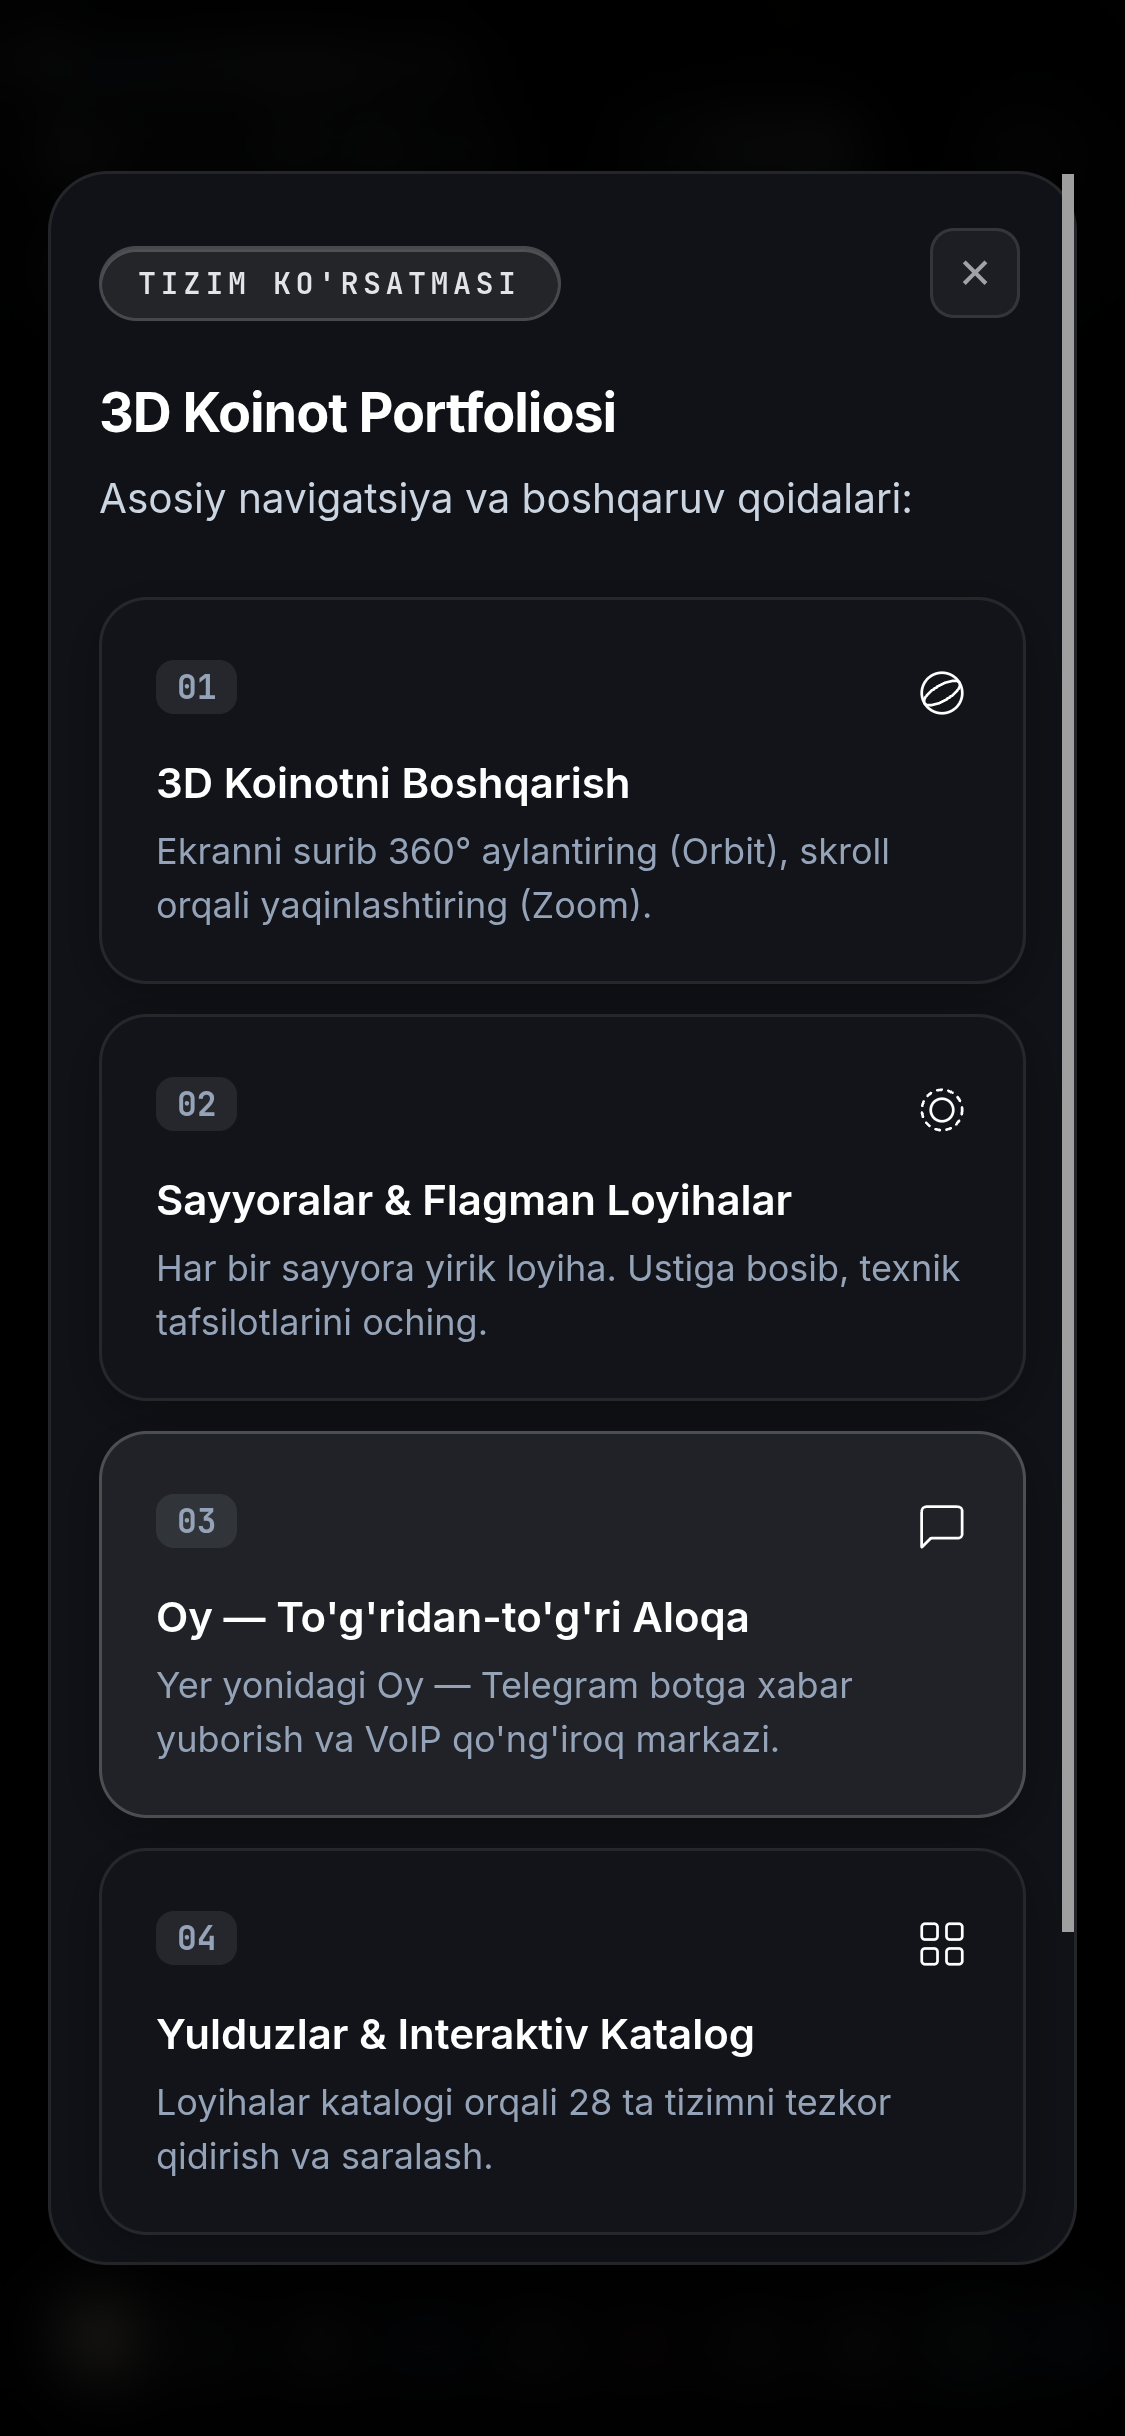 TIZIM KO'RSATMASI
3D Koinot Portfoliosi
Asosiy navigatsiya va boshqaruv qoidalari:
01
3D Koinotni Boshqarish
Ekranni surib 360° aylantiring (Orbit), skroll
orqali yaqinlashtiring (Zoom).
02
Sayyoralar & Flagman Loyihalar
Har bir sayyora yirik loyiha. Ustiga bosib, texnik
tafsilotlarini oching.
03
Oy — To'g'ridan-to'g'ri Aloqa
Yer yonidagi Oy — Telegram botga xabar
yuborish va VoIP qo'ng'iroq markazi.
04
Yulduzlar & Interaktiv Katalog
Loyihalar katalogi orqali 28 ta tizimni tezkor
qidirish va saralash.